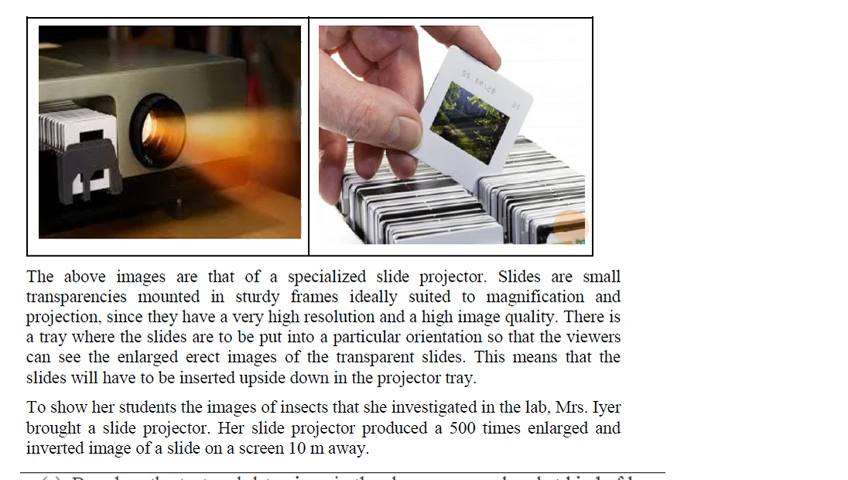 The above images are that of a specialized slide projector. Slides are small
transparencies mounted in sturdy frames ideally suited to magnification and
projection, since they have a very high resolution and a high image quality. There is
a tray where the slides are to be put into a particular orientation so that the viewers
can see the enlarged erect images of the transparent slides. This means that the
slides will have to be inserted upside down in the projector tray.
To show her students the images of insects that she investigated in the lab, Mrs. Iyer
brought a slide projector. Her slide projector produced a 500 times enlarged and
inverted image of a slide on a screen 10 m away.